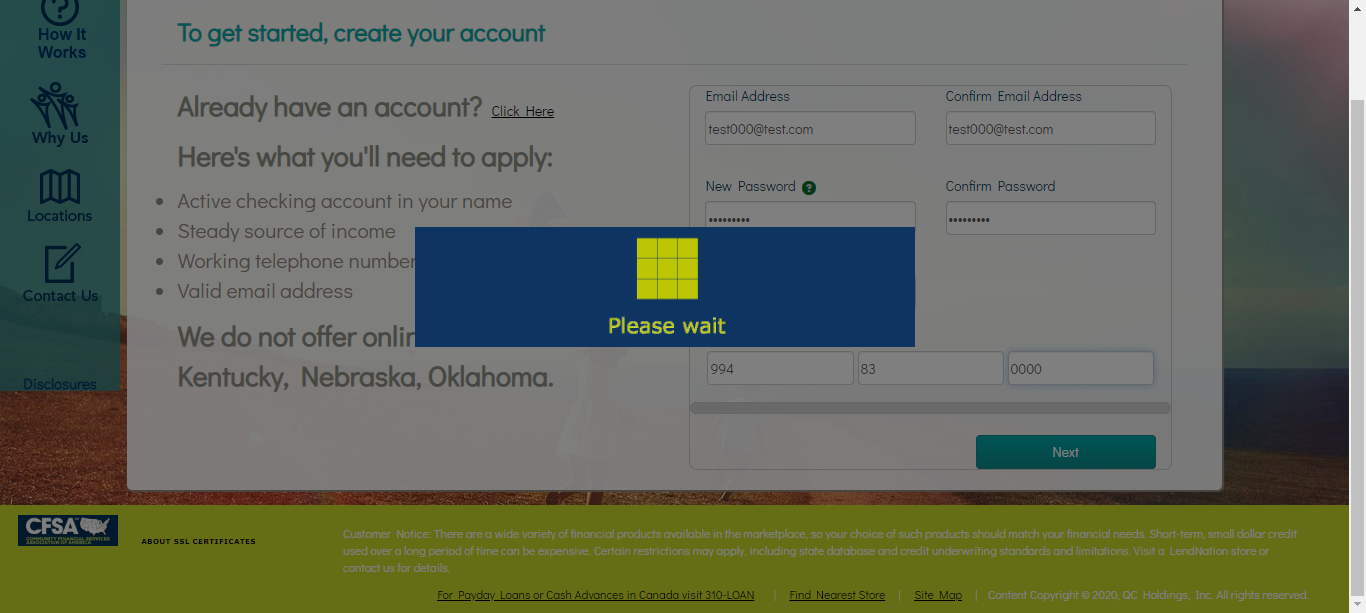 How It
Works
Why Us
Locations
Contact Us
Disclosures
To get started, create your account
Already have an account? Click Here
Here's what you'll need to apply:
Active checking account in your name
Steady source of income
Working telephone number
Valid email address
We do not offer onlin
Kentucky, Nebraska, Oklahoma.
Email Address
Confirm Email Address
test000@test.com
test000@test.com
New Password ?
Confirm Password
•••••••••
•••••••••
Please wait
994
83
0000
Next
CFSA
COMMUNITY FINANCIAL SERVICES
ASSOCIATION OF AMERICA
ABOUT SSL CERTIFICATES
Customer Notice: There are a wide variety of financial products available in the marketplace, so your choice of such products should match your financial needs. Short-term, small dollar credit
used over a long period of time can be expensive. Certain restrictions may apply, including state database and credit underwriting standards and limitations. Visit a LendNation store or
contact us for details.
For Payday Loans or Cash Advances in Canada visit 310-LOAN | Find Nearest Store | Site Map | Content Copyright © 2020, QC Holdings, Inc. All rights reserved.